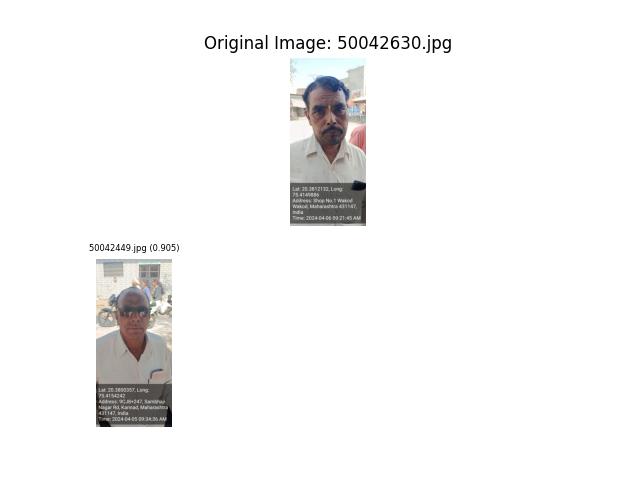 Original Image: 50042630.jpg
Lat: 20.3812132, Long:
75.4149886
Address: Shop No.1 Wakod
Wakod, Maharashtra 431147,
India
Time: 2024-04-06 09:21:45 AM
50042449.jpg (0.905)
Lat: 20.3890357, Long:
75.4154242
Address: 9CJ8+247, Sambhaji
Nagar Rd, Kannad, Maharashtra
431147, India
Time: 2024-04-05 09:34:36 AM